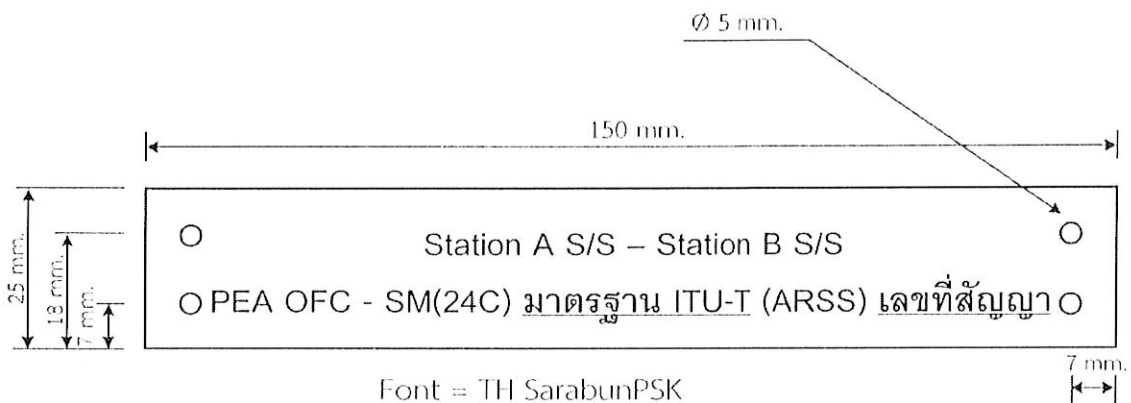 Ø 5 mm.
150 mm.
25 mm.
18 mm.
7 mm.
Station A S/S – Station B S/S
PEA OFC - SM(24C) มาตรฐาน ITU-T (ARSS) เลขที่สัญญา
7 mm.
Font = TH SarabunPSK